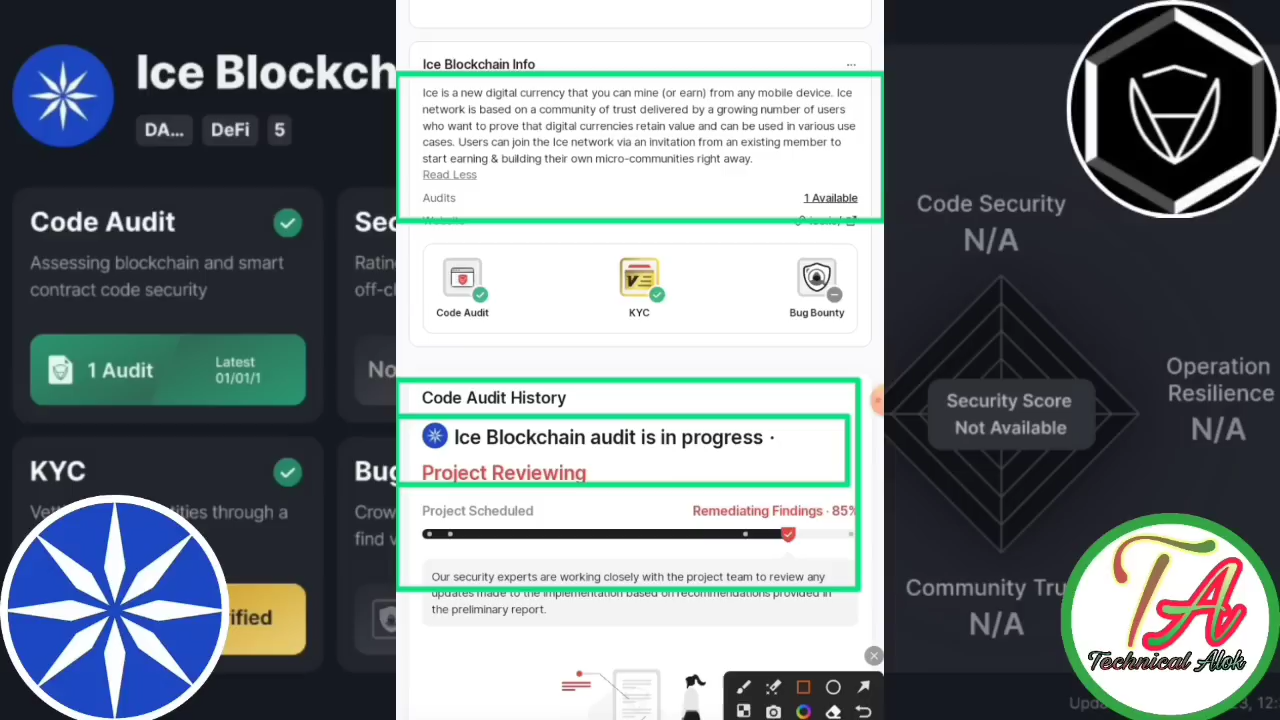 Ice Blockch
DA...
DeFi
5
Code Audit
Assessing blockchain and smart
contract code security
1 Audit
Latest
01/01/1
KYC
Sec
Ratin
off-c
No
Bug
Crow
find v
Ice Blockchain Info
Ice is a new digital currency that you can mine (or earn) from any mobile device. Ice
network is based on a community of trust delivered by a growing number of users
who want to prove that digital currencies retain value and can be used in various use
cases. Users can join the Ice network via an invitation from an existing member to
start earning & building their own micro-communities right away.
Read Less
Audits
1 Available
Code Audit
KYC
Bug Bounty
Code Audit History
Ice Blockchain audit is in progress ·
Project Reviewing
Project Scheduled
Remediating Findings · 85%
Our security experts are working closely with the project team to review any
updates made to the implementation based on recommendations provided in
the preliminary report.
Code Security
N/A
Security Score
Not Available
Operation
Resilience
N/A
Community Tru
N/A
TA
Technical Alok